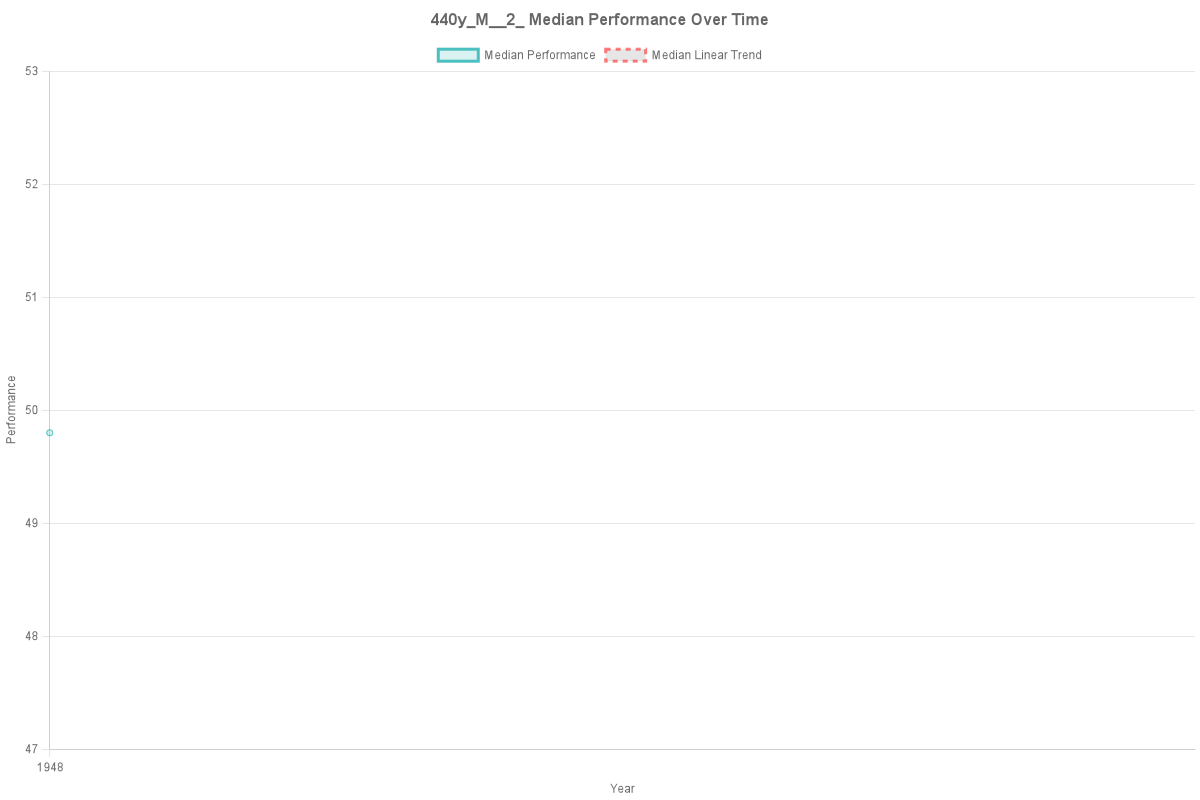 440y_M__2_ Median Performance Over Time
Median Performance
Median Linear Trend
53
52
51
50
49
48
47
Performance
1948
Year